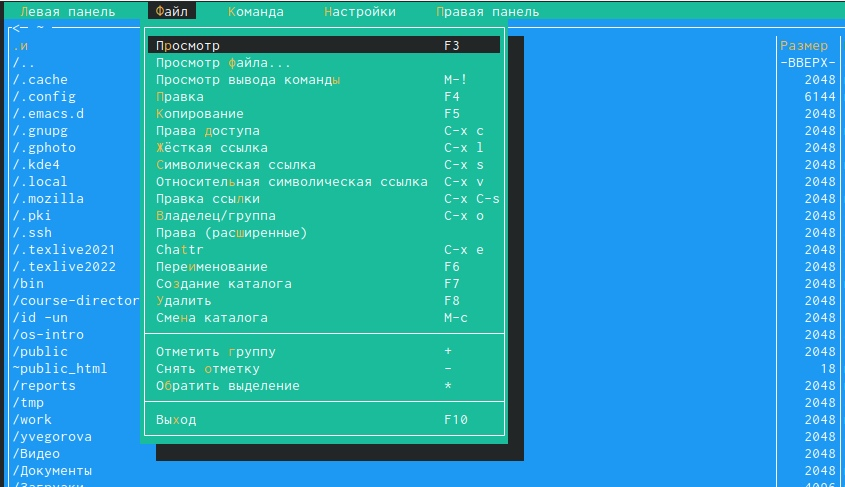 Левая панель Файл Команда Настройки Правая панель
<─ ~
.и Просмотр F3 Размер
/.. Просмотр файла... -ВВЕРХ-
/.cache Просмотр вывода команды M-! 2048
/.config Правка F4 6144
/.emacs.d Копирование F5 2048
/.gnupg Права доступа C-x c 2048
/.gphoto Жёсткая ссылка C-x l 2048
/.kde4 Символическая ссылка C-x s 2048
/.local Относительная символическая ссылка C-x v 2048
/.mozilla Правка ссылки C-x C-s 2048
/.pki Владелец/группа C-x o 2048
/.ssh Права (расширенные) 2048
/.texlive2021 Chattr C-x e 2048
/.texlive2022 Переименование F6 2048
/bin Создание каталога F7 2048
/course-director Удалить F8 2048
/id -un Смена каталога M-c 2048
/os-intro 2048
/public Отметить группу + 2048
~public_html Снять отметку - 18
/reports Обратить выделение * 2048
/tmp 2048
/work Выход F10 2048
/yvegorova 2048
/Видео 2048
/Документы 2048
/Загрузки 4096